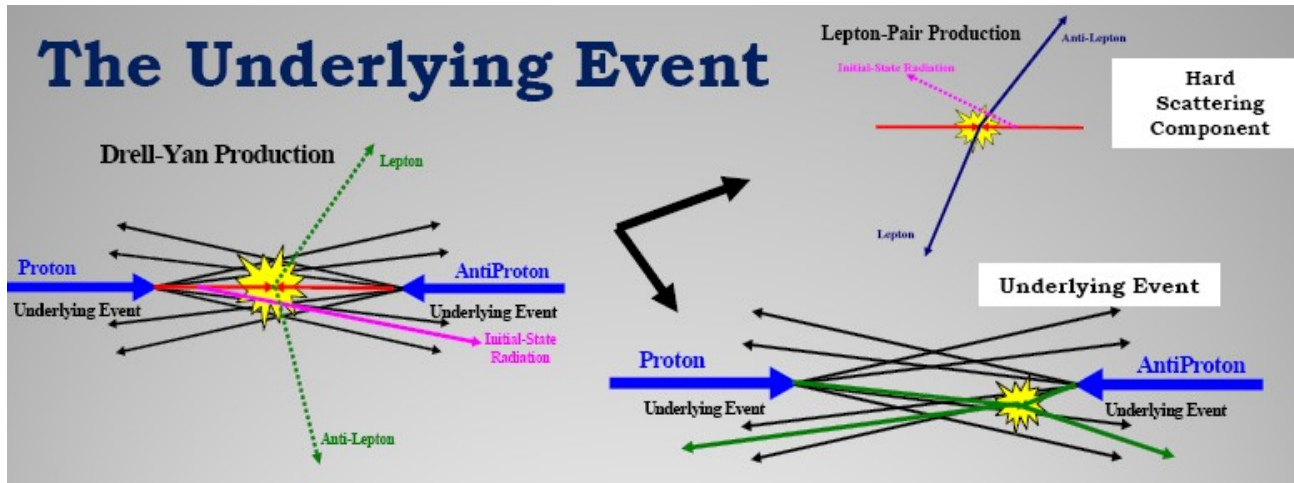 The Underlying Event
Lepton-Pair Production
Anti-Lepton
Initial-State Radiation
Hard
Scattering
Component
Lepton
Drell-Yan Production
Lepton
Proton
AntiProton
Underlying Event
Underlying Event
Initial-State
Radiation
Anti-Lepton
Underlying Event
Proton
AntiProton
Underlying Event
Underlying Event